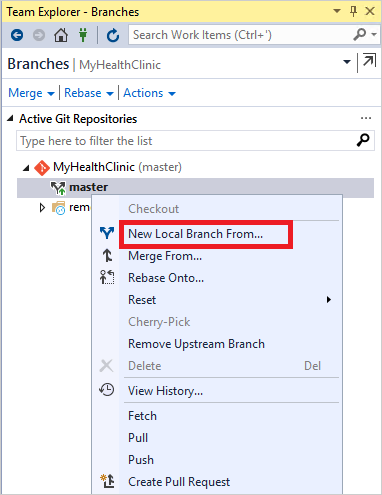 Team Explorer - Branches
Search Work Items (Ctrl+')
Branches | MyHealthClinic
Merge Rebase Actions
Active Git Repositories
Type here to filter the list
MyHealthClinic (master)
master
rem
Checkout
New Local Branch From...
Merge From...
Rebase Onto...
Reset
Cherry-Pick
Remove Upstream Branch
Delete Del
View History...
Fetch
Pull
Push
Create Pull Request